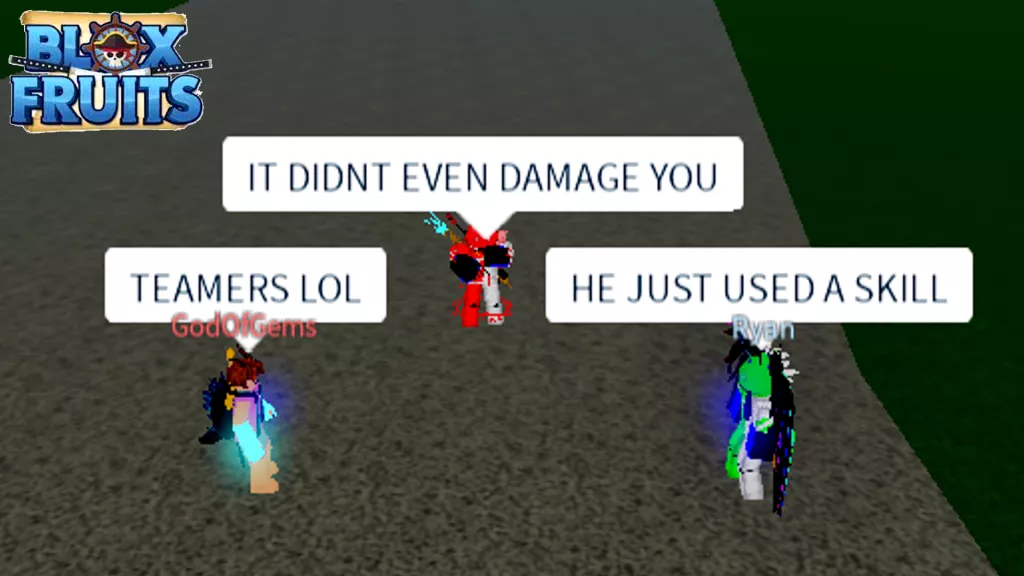 BLOX
FRUITS
IT DIDNT EVEN DAMAGE YOU
TEAMERS LOL
HE JUST USED A SKILL
GodOfGems
Ryan